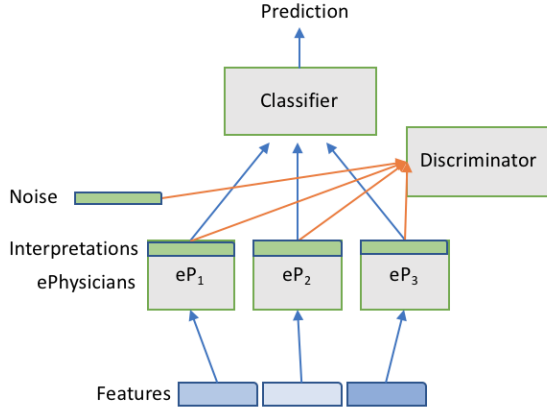 Prediction
Classifier
Discriminator
Noise
Interpretations
ePhysicians
eP₁
eP₂
eP₃
Features